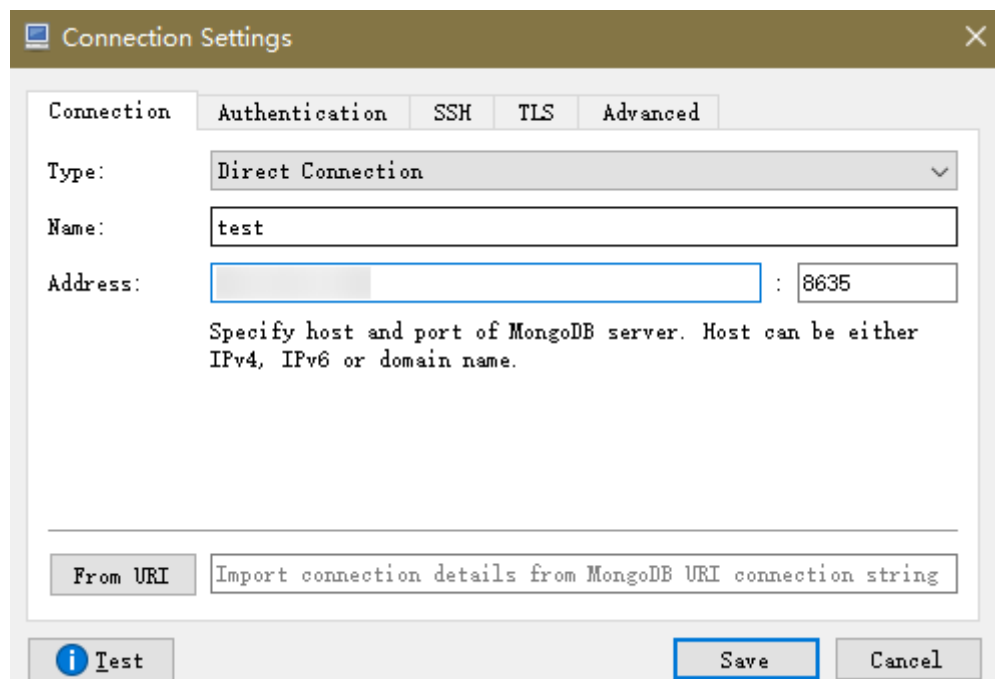 Connection Settings
Connection Authentication SSH TLS Advanced
Type: Direct Connection
Name: test
Address: : 8635
Specify host and port of MongoDB server. Host can be either
IPv4, IPv6 or domain name.
From URI Import connection details from MongoDB URI connection string
Test Save Cancel